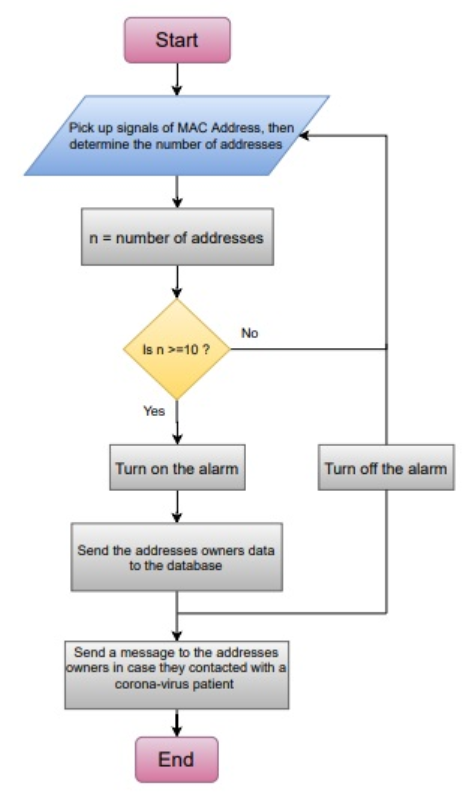 Start
Pick up signals of MAC Address, then
determine the number of addresses
n = number of addresses
Is n >=10 ?
No
Yes
Turn on the alarm
Turn off the alarm
Send the addresses owners data
to the database
Send a message to the addresses
owners in case they contacted with a
corona-virus patient
End